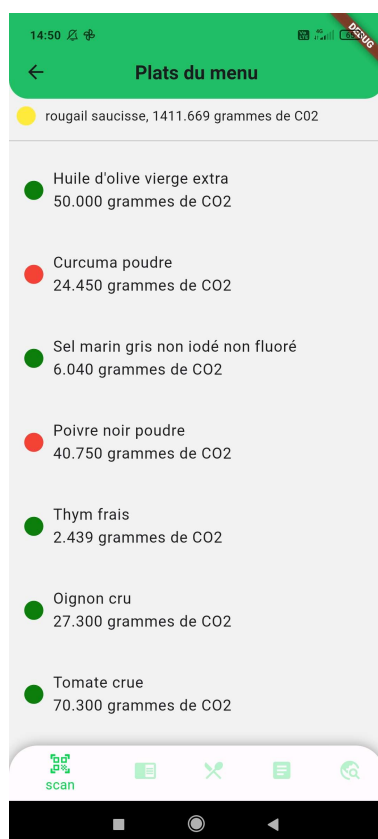 14:50
DEBUG
Plats du menu
rougail saucisse, 1411.669 grammes de C02
Huile d'olive vierge extra
50.000 grammes de CO2
Curcuma poudre
24.450 grammes de CO2
Sel marin gris non iodé non fluoré
6.040 grammes de CO2
Poivre noir poudre
40.750 grammes de CO2
Thym frais
2.439 grammes de CO2
Oignon cru
27.300 grammes de CO2
Tomate crue
70.300 grammes de CO2
scan